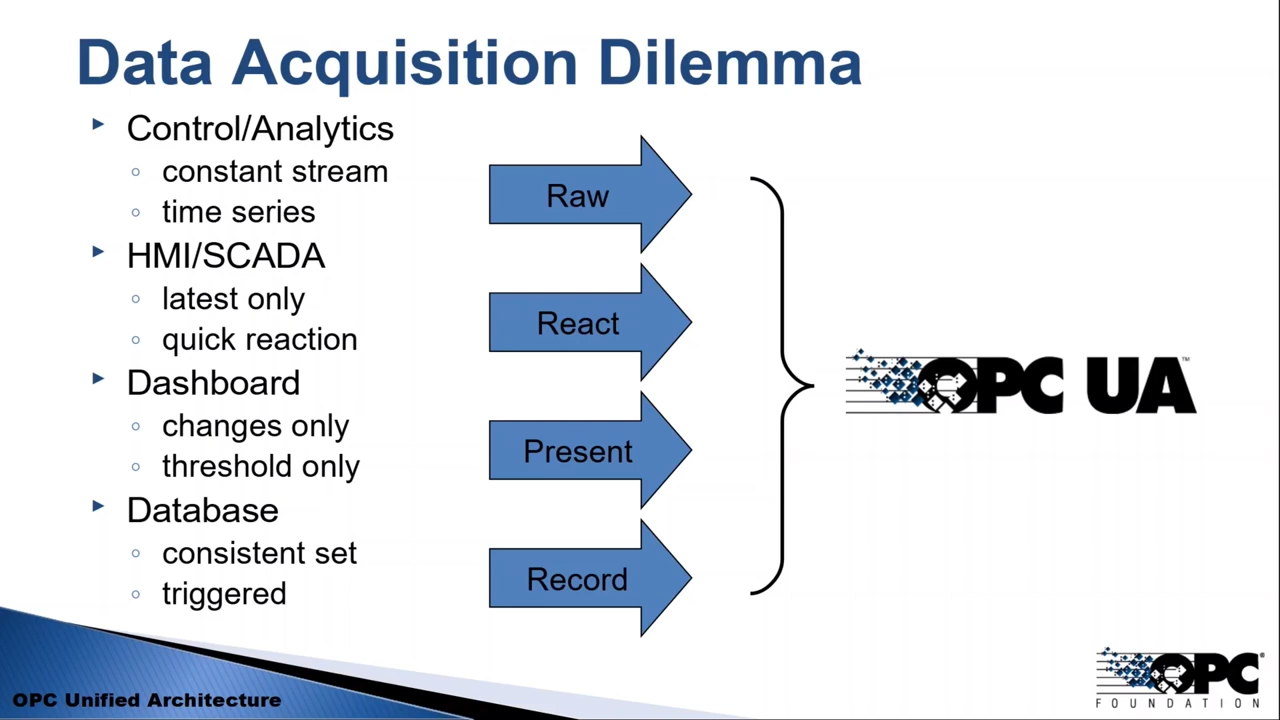 Data Acquisition Dilemma
Control/Analytics
constant stream
time series
Raw
HMI/SCADA
latest only
quick reaction
React
Dashboard
changes only
threshold only
Present
Database
consistent set
triggered
Record
OPC UA™
OPC Unified Architecture
OPC®
FOUNDATION